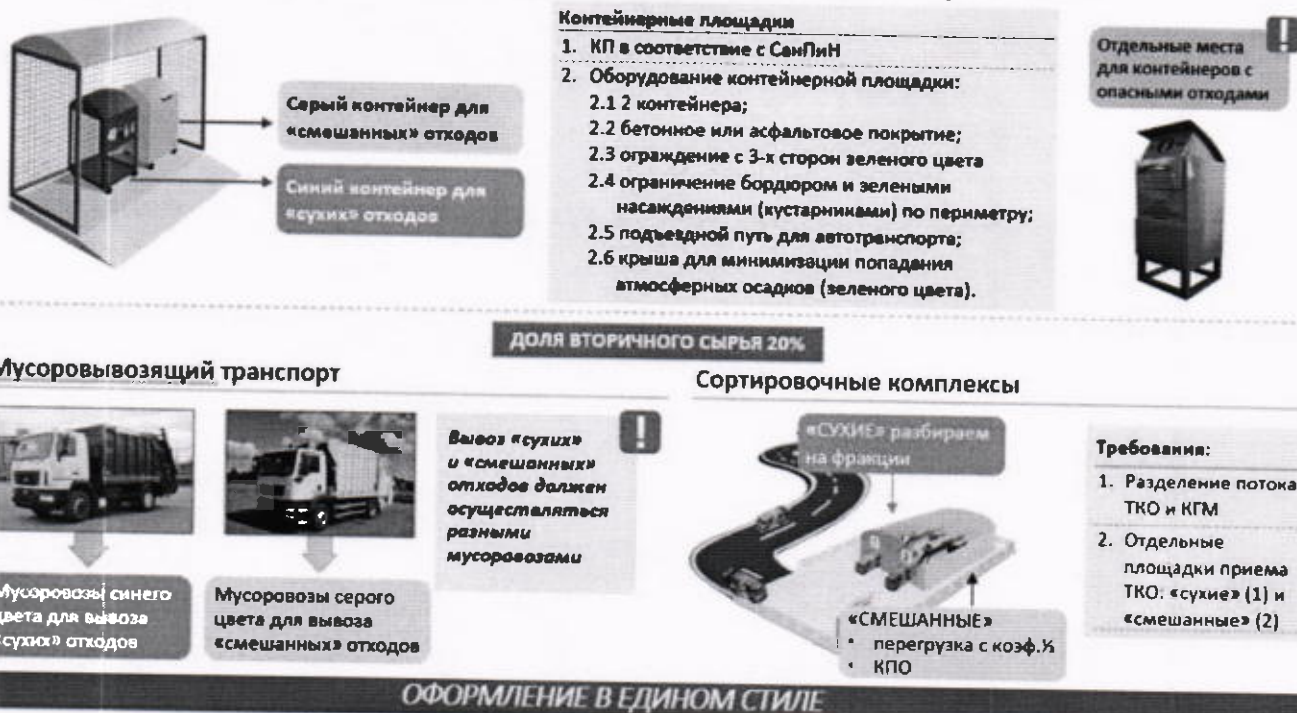 Контейнерные площадки
1. КП в соответствие с СанПиН
2. Оборудование контейнерной площадки:
2.1 2 контейнера;
2.2 бетонное или асфальтовое покрытие;
2.3 ограждение с 3-х сторон зеленого цвета
2.4 ограничение бордюром и зелеными
насаждениями (кустарниками) по периметру;
2.5 подъездной путь для автотранспорта;
2.6 крыша для минимизации попадания
атмосферных осадков (зеленого цвета).
Серый контейнер для
«смешанных» отходов
Синий контейнер для
«сухих» отходов
!
Отдельные места
для контейнеров с
опасными отходами
ДОЛЯ ВТОРИЧНОГО СЫРЬЯ 20%
Мусоровывозящий транспорт
Вывоз «сухих»
и «смешанных»
отходов должен
осуществляться
разными
мусоровозами
!
Мусоровозы синего
цвета для вывоза
«сухих» отходов
Мусоровозы серого
цвета для вывоза
«смешанных» отходов
Сортировочные комплексы
«СУХИЕ» разбираем
на фракции
«СМЕШАННЫЕ»
• перегрузка с коэф.½
• КПО
Требования:
1. Разделение потока
ТКО и КГМ
2. Отдельные
площадки приема
ТКО: «сухие» (1) и
«смешанные» (2)
ОФОРМЛЕНИЕ В ЕДИНОМ СТИЛЕ